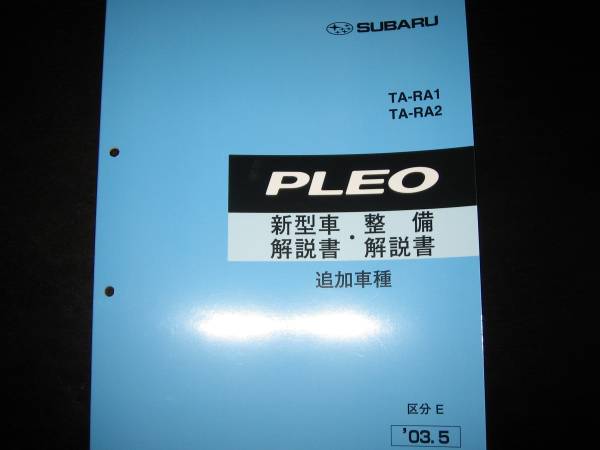 SUBARU
TA-RA1
TA-RA2
PLEO
新型車・整備
解説書 解説書
追加車種
区分 E
'03.5